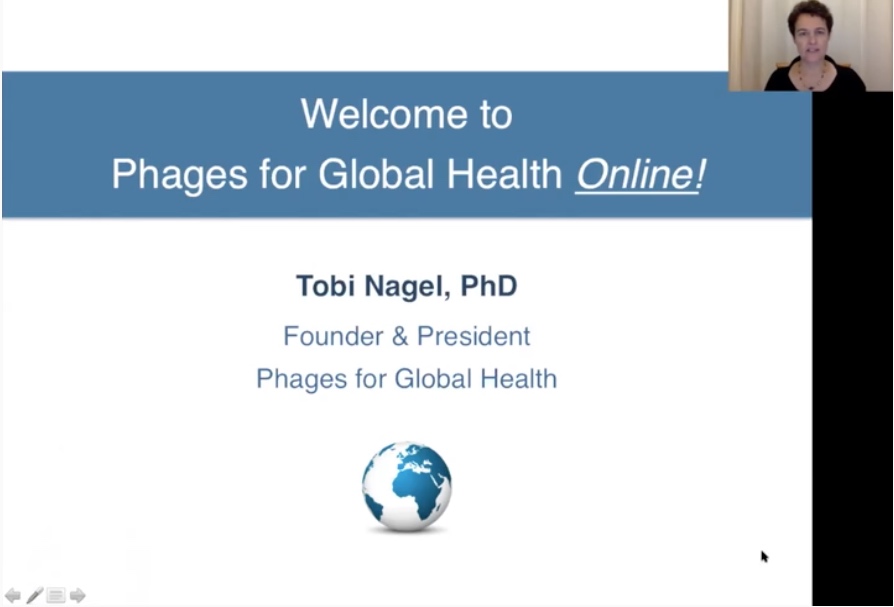 Welcome to
Phages for Global Health Online!
Tobi Nagel, PhD
Founder & President
Phages for Global Health